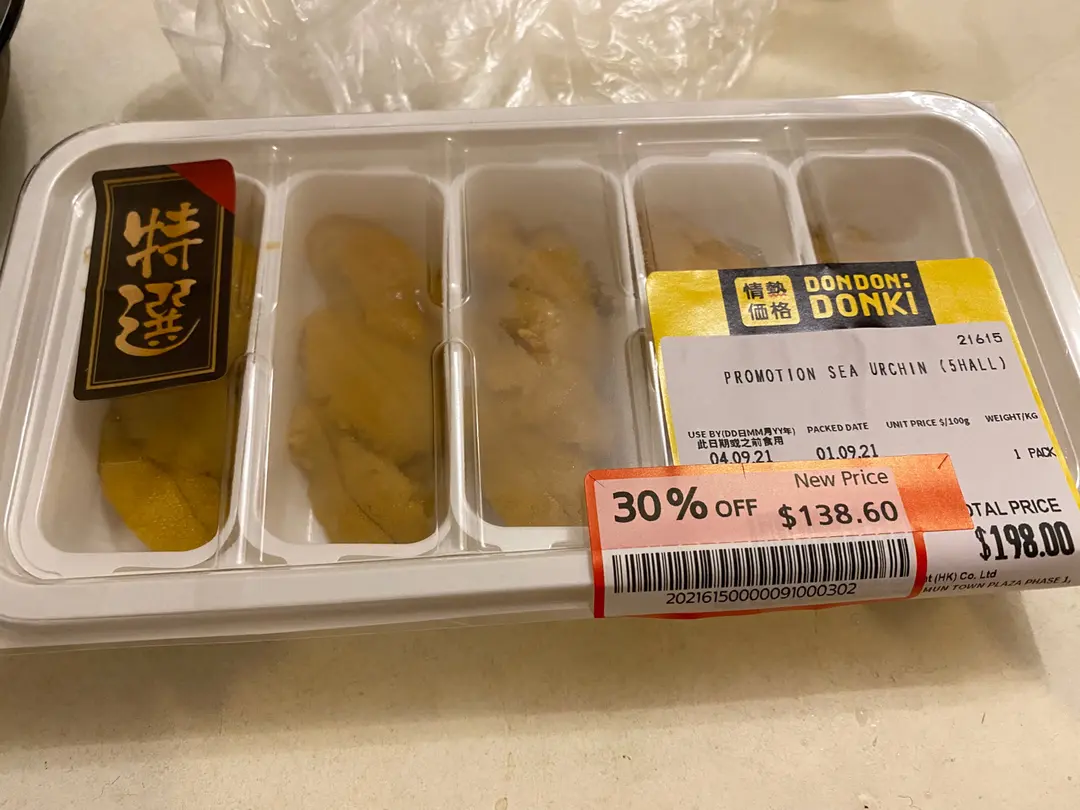 特選
情熱価格
DON DON:
DONKI
21615
PROMOTION SEA URCHIN (5HALL)
USE BY(DD日MM月YY年)
此日期或之前食用
04.09.21
PACKED DATE
01.09.21
UNIT PRICE $/100g
WEIGHT/KG
1 PACK
30% OFF
New Price
$138.60
20216150000091000302
TOTAL PRICE
$198.00
(HK) Co. Ltd
MUN TOWN PLAZA PHASE 1,